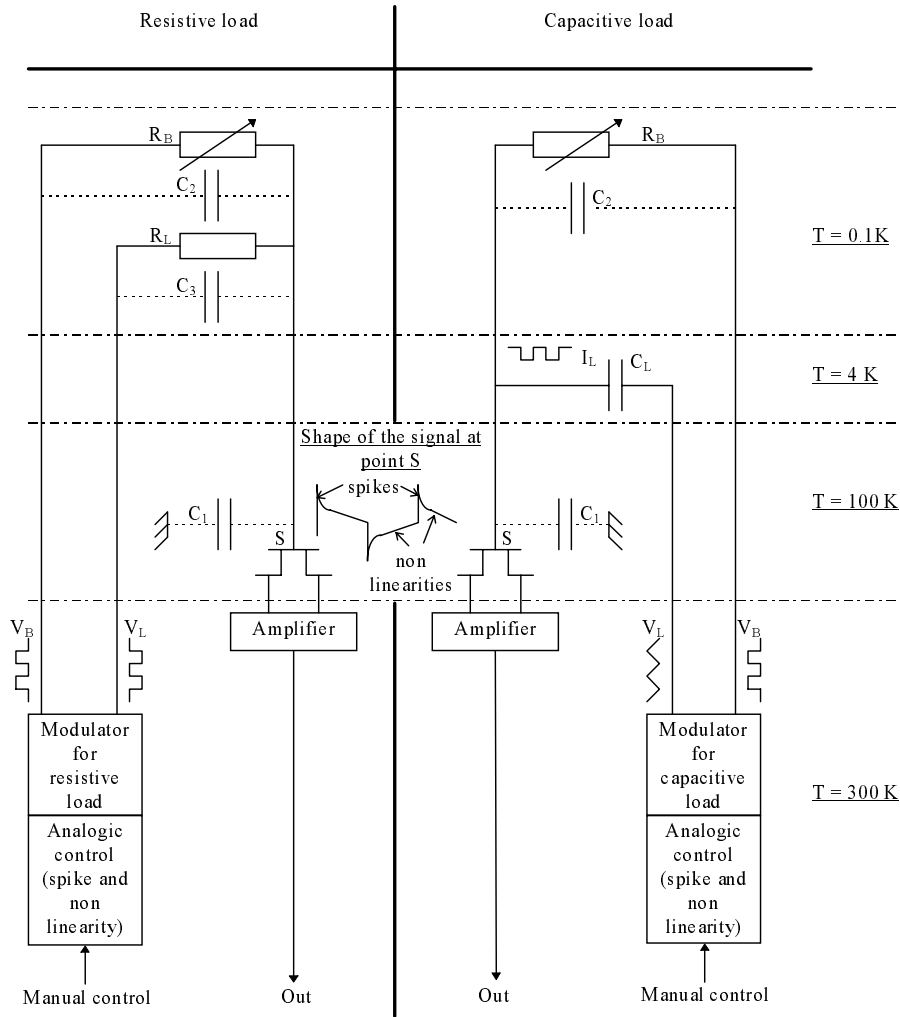 Resistive load
Capacitive load
R_B
C_2
R_L
C_3
R_B
C_2
T = 0.1K
I_L
C_L
T = 4 K
Shape of the signal at
point S
spikes
C_1
S
non
linearities
S
C_1
T = 100 K
V_B
V_L
Amplifier
Amplifier
V_L
V_B
Modulator
for
resistive
load
Analogic
control
(spike and
non
linearity)
Manual control
Out
Modulator
for
capacitive
load
Analogic
control
(spike and
non
linearity)
Out
Manual control
T = 300 K